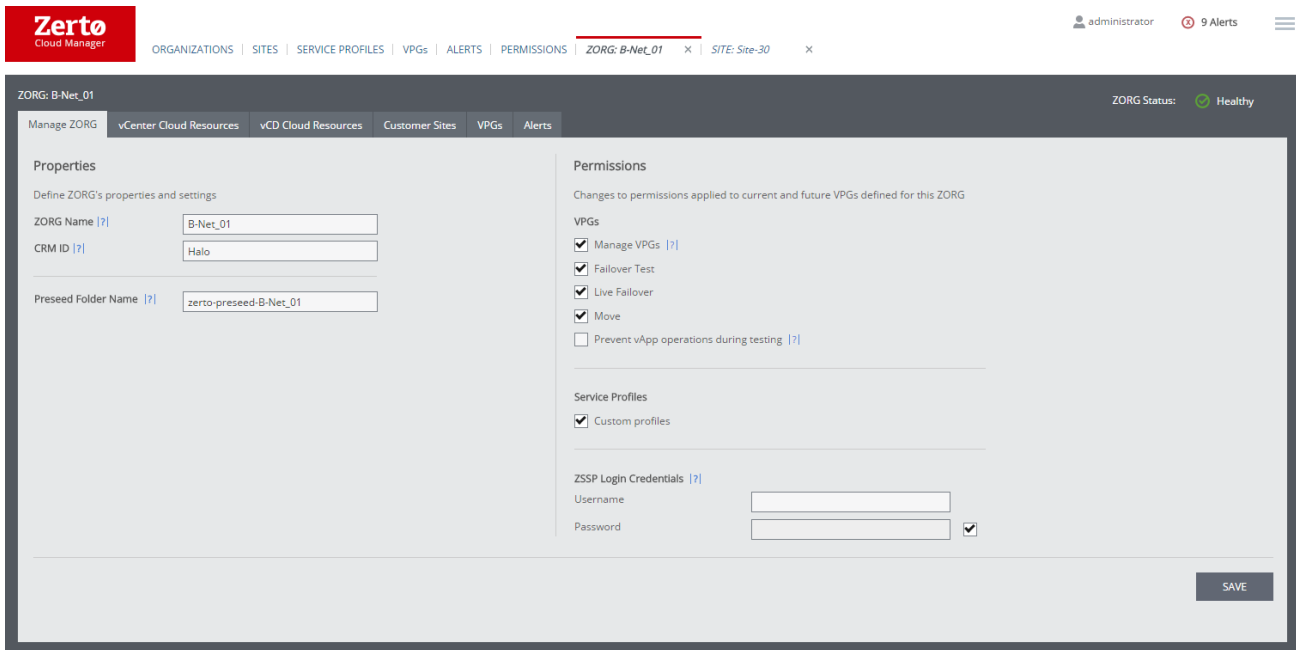 Zertø
Cloud Manager
administrator
9 Alerts
ORGANIZATIONS | SITES | SERVICE PROFILES | VPGs | ALERTS | PERMISSIONS | ZORG: B-Net_01 × | SITE: Site-30 ×
ZORG: B-Net_01
ZORG Status: Healthy
Manage ZORG vCenter Cloud Resources vCD Cloud Resources Customer Sites VPGs Alerts
Properties
Define ZORG's properties and settings
ZORG Name |?| B-Net_01
CRM ID |?| Halo
Preseed Folder Name |?| zerto-preseed-B-Net_01
Permissions
Changes to permissions applied to current and future VPGs defined for this ZORG
VPGs
Manage VPGs |?|
Failover Test
Live Failover
Move
Prevent vApp operations during testing |?|
Service Profiles
Custom profiles
ZSSP Login Credentials |?|
Username
Password
SAVE